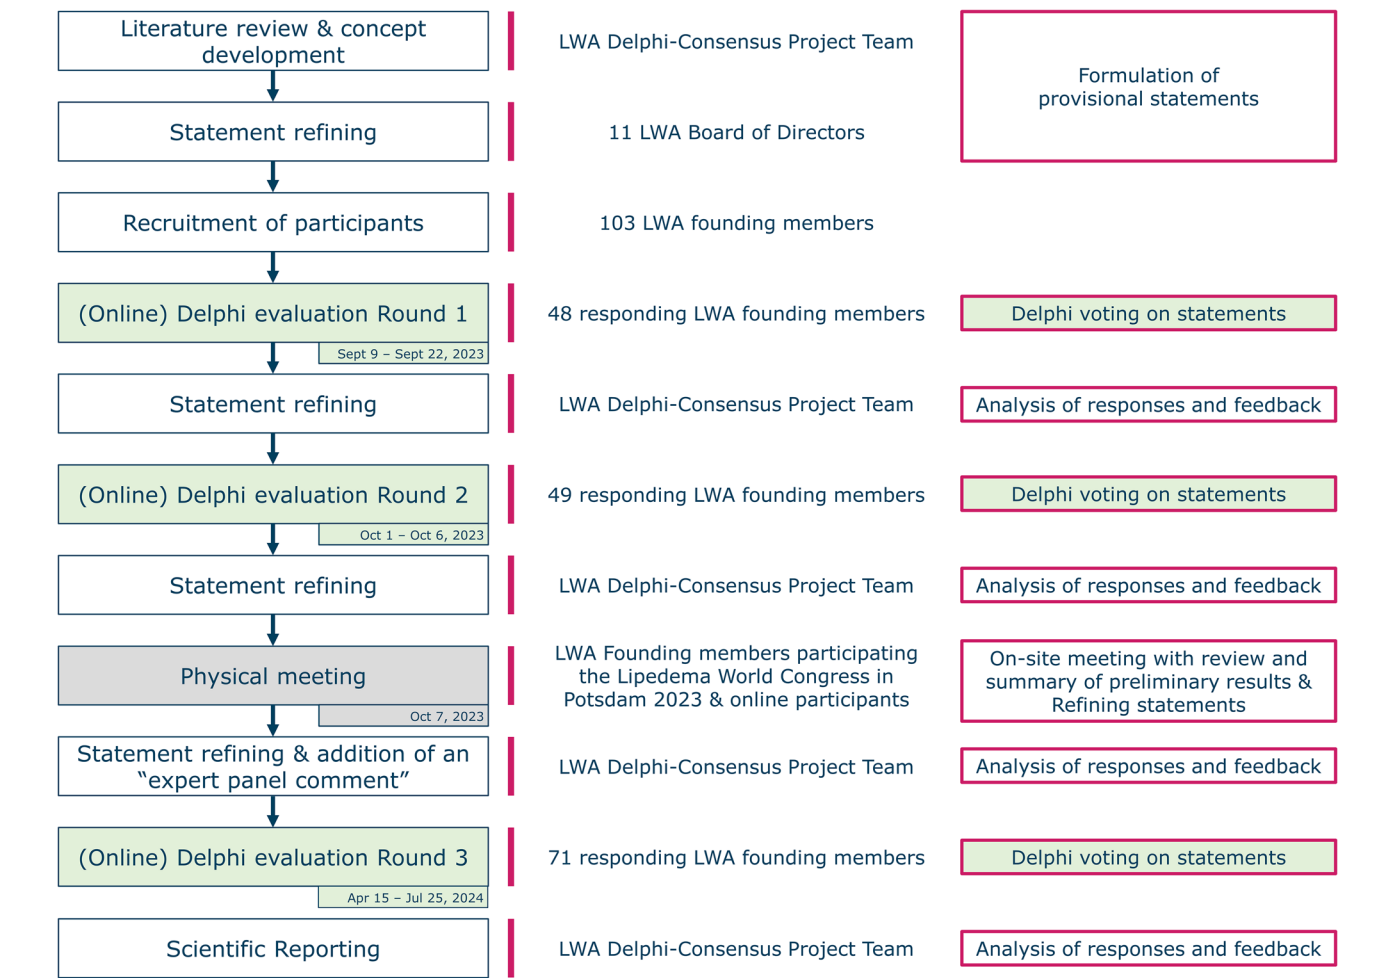 Literature review & concept
development
LWA Delphi-Consensus Project Team
Formulation of
provisional statements
Statement refining
11 LWA Board of Directors
Recruitment of participants
103 LWA founding members
(Online) Delphi evaluation Round 1
Sept 9 – Sept 22, 2023
48 responding LWA founding members
Delphi voting on statements
Statement refining
LWA Delphi-Consensus Project Team
Analysis of responses and feedback
(Online) Delphi evaluation Round 2
Oct 1 – Oct 6, 2023
49 responding LWA founding members
Delphi voting on statements
Statement refining
LWA Delphi-Consensus Project Team
Analysis of responses and feedback
Physical meeting
Oct 7, 2023
LWA Founding members participating
the Lipedema World Congress in
Potsdam 2023 & online participants
On-site meeting with review and
summary of preliminary results &
Refining statements
Statement refining & addition of an
“expert panel comment”
LWA Delphi-Consensus Project Team
Analysis of responses and feedback
(Online) Delphi evaluation Round 3
Apr 15 – Jul 25, 2024
71 responding LWA founding members
Delphi voting on statements
Scientific Reporting
LWA Delphi-Consensus Project Team
Analysis of responses and feedback